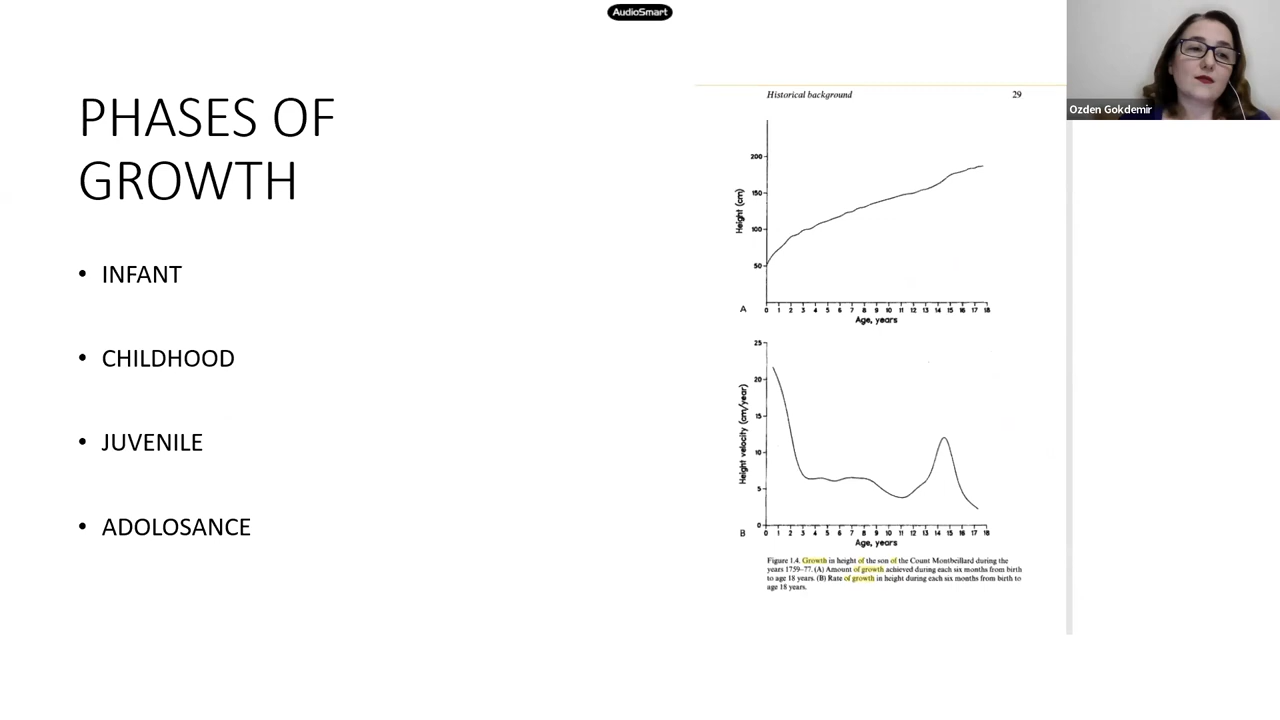 AudioSmart
Ozden Gokdemir
PHASES OF
GROWTH
• INFANT
• CHILDHOOD
• JUVENILE
• ADOLOSANCE
Historical background 29
200
150
100
50
Height (cm)
A
0 1 2 3 4 5 6 7 8 9 10 11 12 13 14 15 16 17 18
Age, years
25
20
15
10
5
0
Height velocity (cm/year)
B
0 1 2 3 4 5 6 7 8 9 10 11 12 13 14 15 16 17 18
Age, years
Figure 1.4. Growth in height of the son of the Count Montbeillard during the
years 1759–77. (A) Amount of growth achieved during each six months from birth
to age 18 years. (B) Rate of growth in height during each six months from birth to
age 18 years.